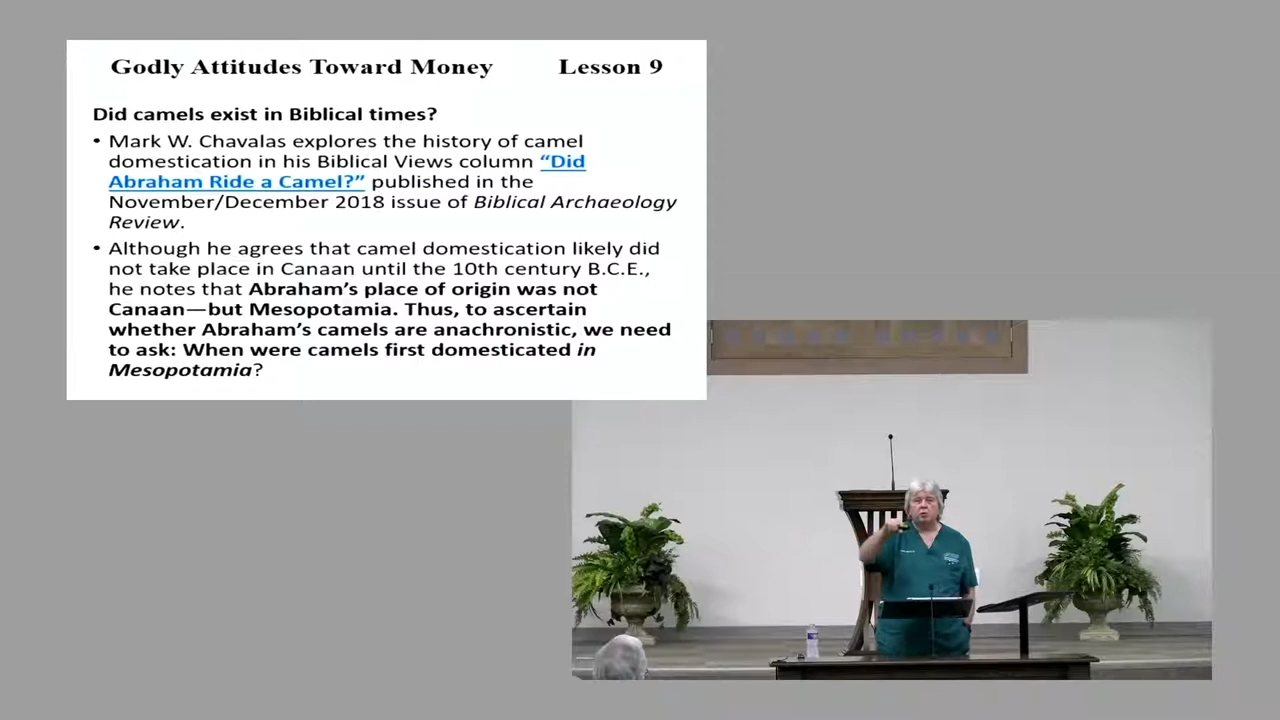 Godly Attitudes Toward Money Lesson 9
Did camels exist in Biblical times?
• Mark W. Chavalas explores the history of camel
domestication in his Biblical Views column “Did
Abraham Ride a Camel?” published in the
November/December 2018 issue of Biblical Archaeology
Review.
• Although he agrees that camel domestication likely did
not take place in Canaan until the 10th century B.C.E.,
he notes that Abraham’s place of origin was not
Canaan—but Mesopotamia. Thus, to ascertain
whether Abraham’s camels are anachronistic, we need
to ask: When were camels first domesticated in
Mesopotamia?